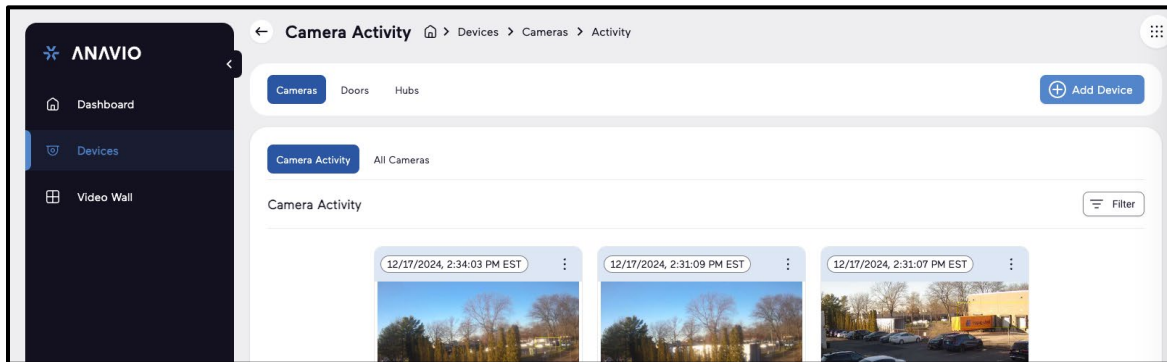 ANAVIO
Dashboard
Devices
Video Wall
Camera Activity > Devices > Cameras > Activity
Cameras Doors Hubs
Add Device
Camera Activity All Cameras
Camera Activity
Filter
12/17/2024, 2:34:03 PM EST
12/17/2024, 2:31:09 PM EST
12/17/2024, 2:31:07 PM EST